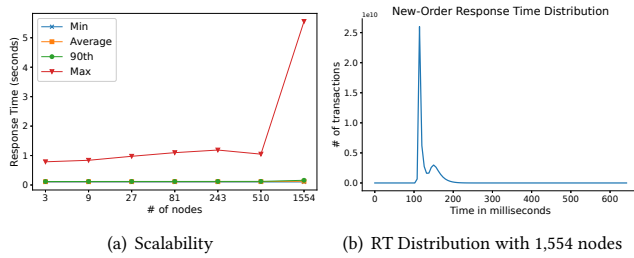 Min
Average
90th
Max
Response Time (seconds)
5
4
3
2
1
0
3 9 27 81 243 510 1554
# of nodes
(a) Scalability
New-Order Response Time Distribution
1e10
# of transactions
2.5
2.0
1.5
1.0
0.5
0.0
0 100 200 300 400 500 600
Time in milliseconds
(b) RT Distribution with 1,554 nodes